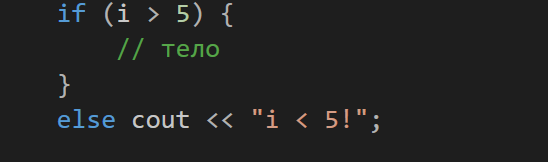 if (i > 5) {
// тело
}
else cout << "i < 5!";